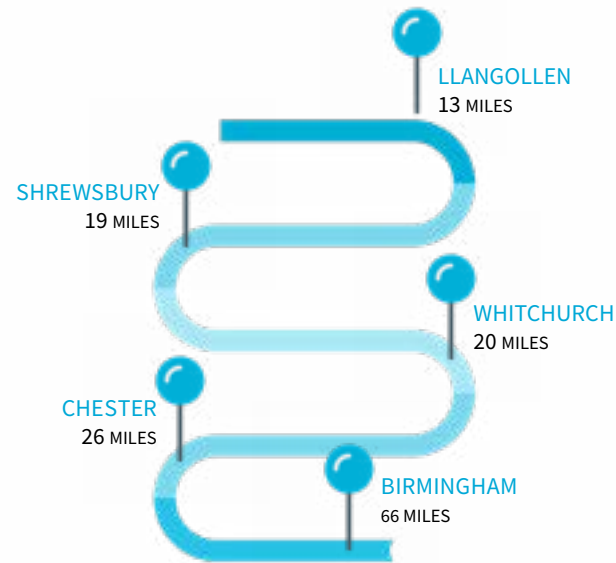 LLANGOLLEN
13 MILES
SHREWSBURY
19 MILES
WHITCHURCH
20 MILES
CHESTER
26 MILES
BIRMINGHAM
66 MILES